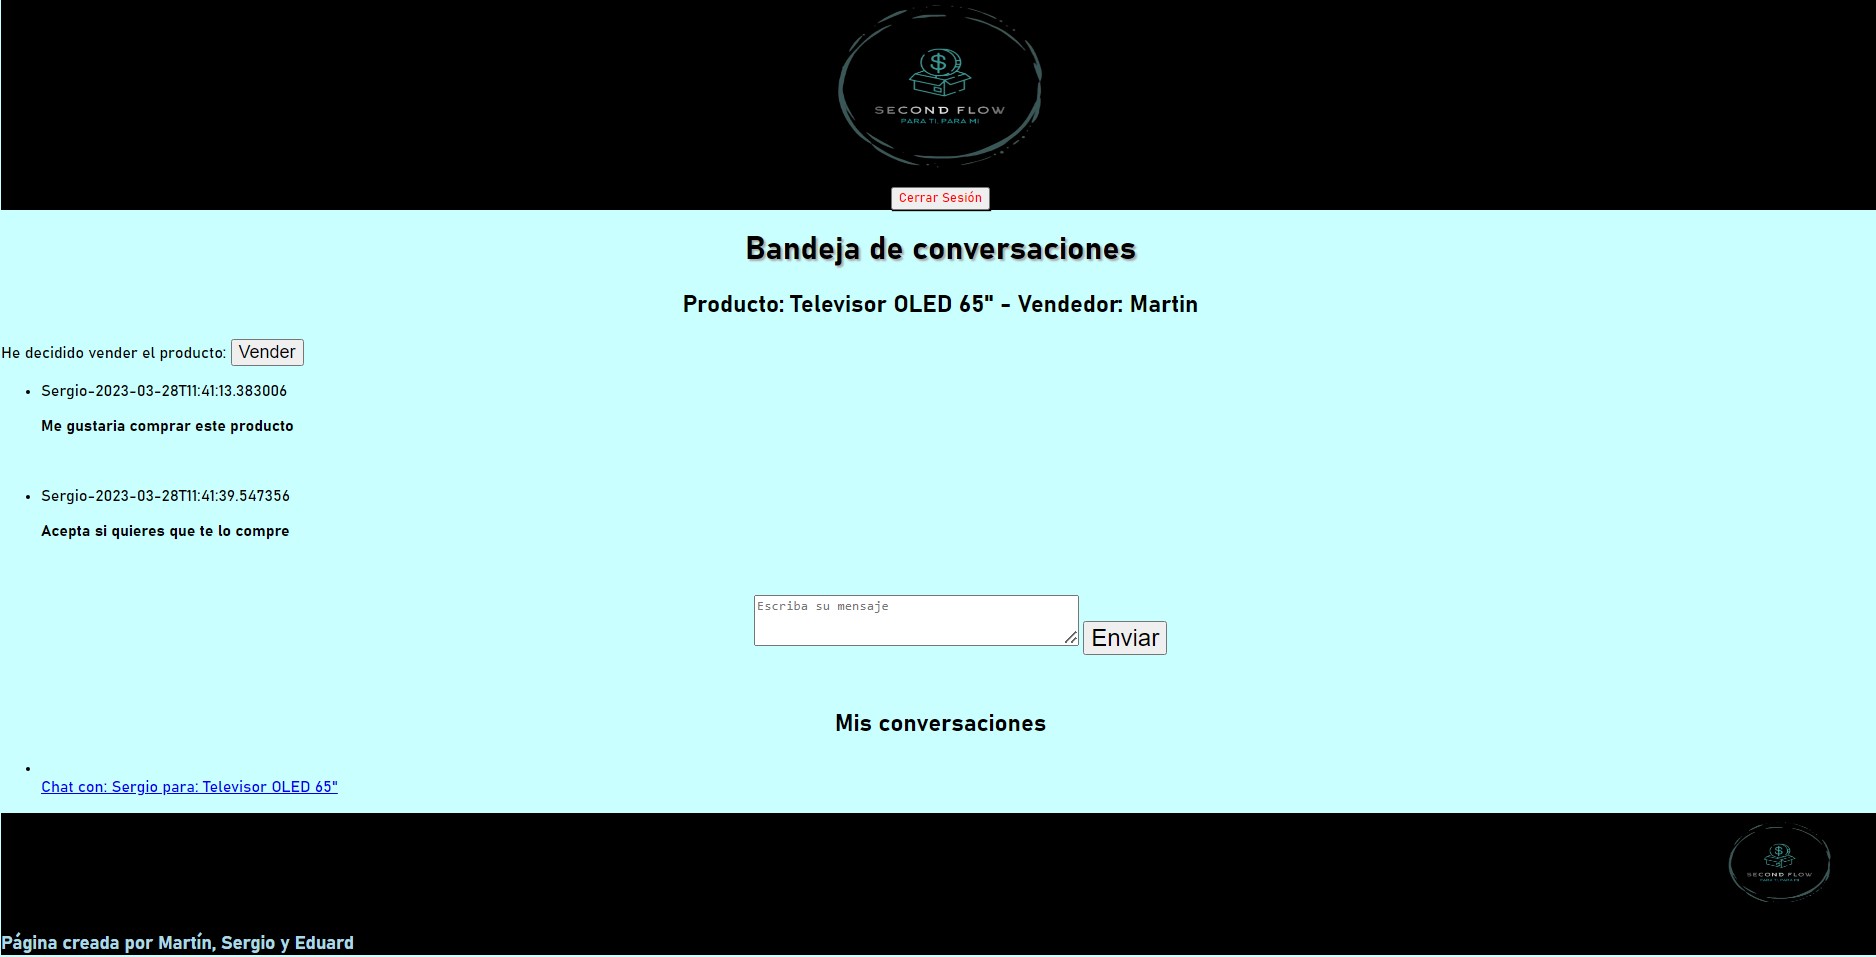 $
SECOND FLOW
PARA TI, PARA MI
Cerrar Sesión
Bandeja de conversaciones
Producto: Televisor OLED 65" - Vendedor: Martin
He decidido vender el producto: Vender
Sergio-2023-03-28T11:41:13.383006
Me gustaria comprar este producto
Sergio-2023-03-28T11:41:39.547356
Acepta si quieres que te lo compre
Escriba su mensaje
Enviar
Mis conversaciones
Chat con: Sergio para: Televisor OLED 65"
$
SECOND FLOW
PARA TI, PARA MI
Página creada por Martín, Sergio y Eduard